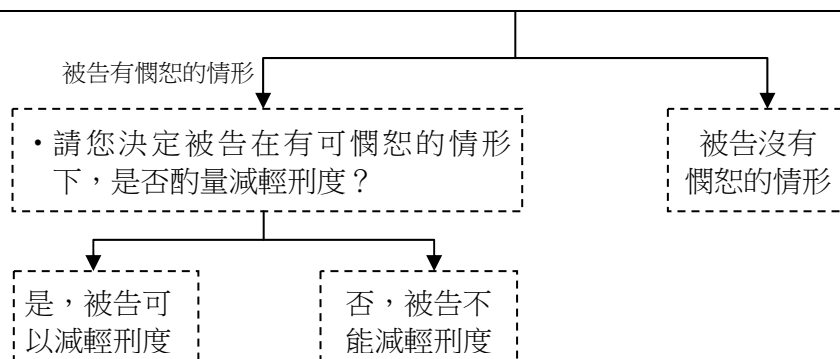 被告有憫恕的情形
・請您決定被告在有可憫恕的情形
下，是否酌量減輕刑度？
被告沒有
憫恕的情形
是，被告可
以減輕刑度
否，被告不
能減輕刑度